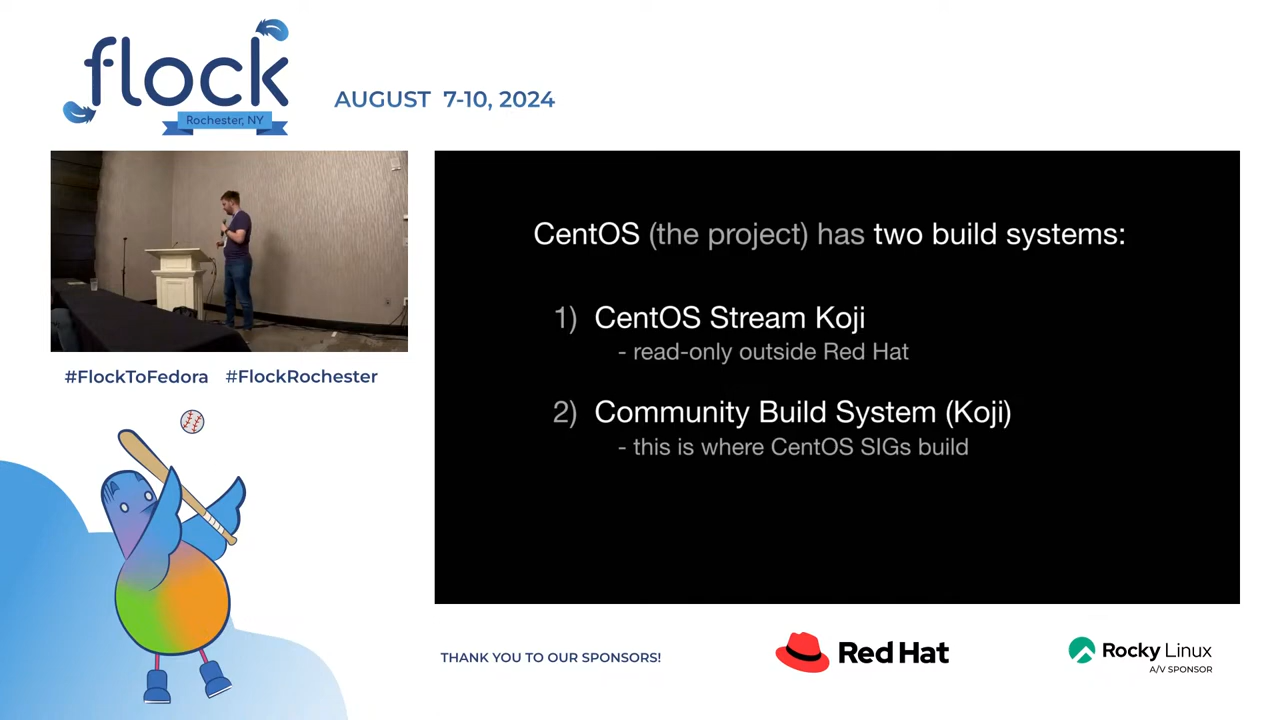 flock
Rochester, NY
AUGUST 7-10, 2024
#FlockToFedora #FlockRochester
CentOS (the project) has two build systems:
1) CentOS Stream Koji
- read-only outside Red Hat
2) Community Build System (Koji)
- this is where CentOS SIGs build
THANK YOU TO OUR SPONSORS!
Red Hat
Rocky Linux
A/V SPONSOR